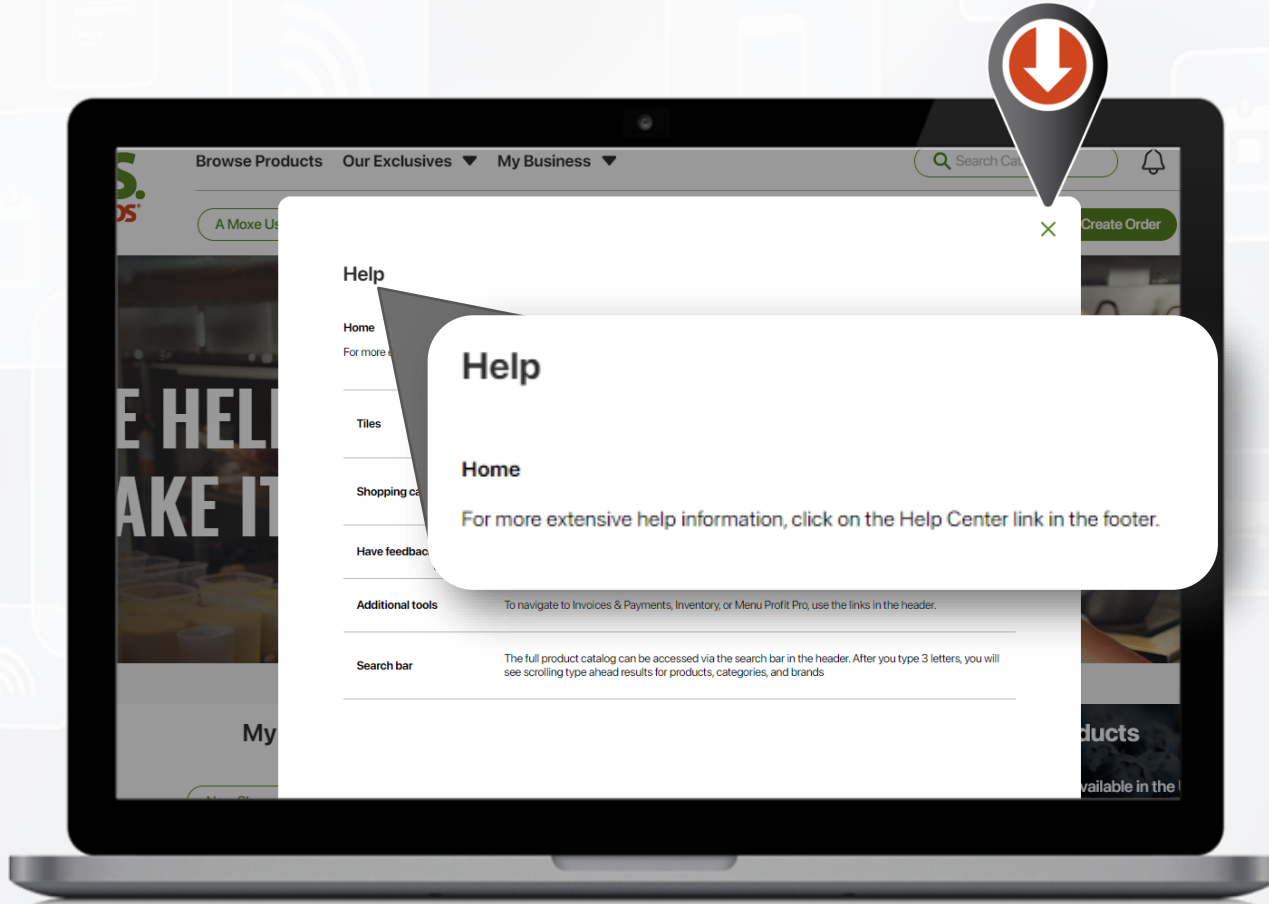 S.
Browse Products Our Exclusives My Business Search Cat
DS®
A Moxe Us
Create Order
Help
Home
For more e
Help
Home
For more extensive help information, click on the Help Center link in the footer.
E HEL
AKE IT
Tiles
Shopping ca
Have feedbac
Additional tools To navigate to Invoices & Payments, Inventory, or Menu Profit Pro, use the links in the header.
Search bar The full product catalog can be accessed via the search bar in the header. After you type 3 letters, you will
see scrolling type ahead results for products, categories, and brands
My
ducts
vailable in the